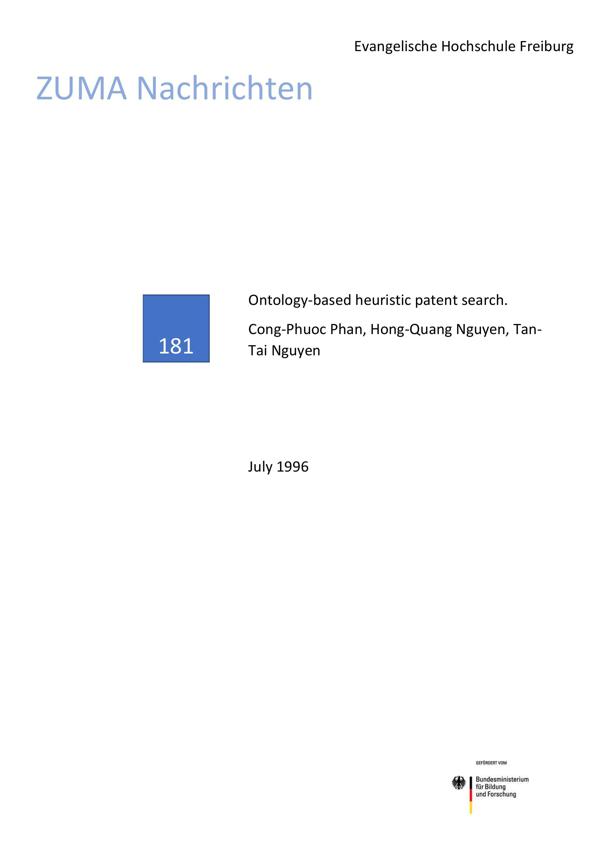 Evangelische Hochschule Freiburg
ZUMA Nachrichten
181
Ontology-based heuristic patent search.
Cong-Phuoc Phan, Hong-Quang Nguyen, Tan-
Tai Nguyen
July 1996
GEFÖRDERT VOM
Bundesministerium
für Bildung
und Forschung